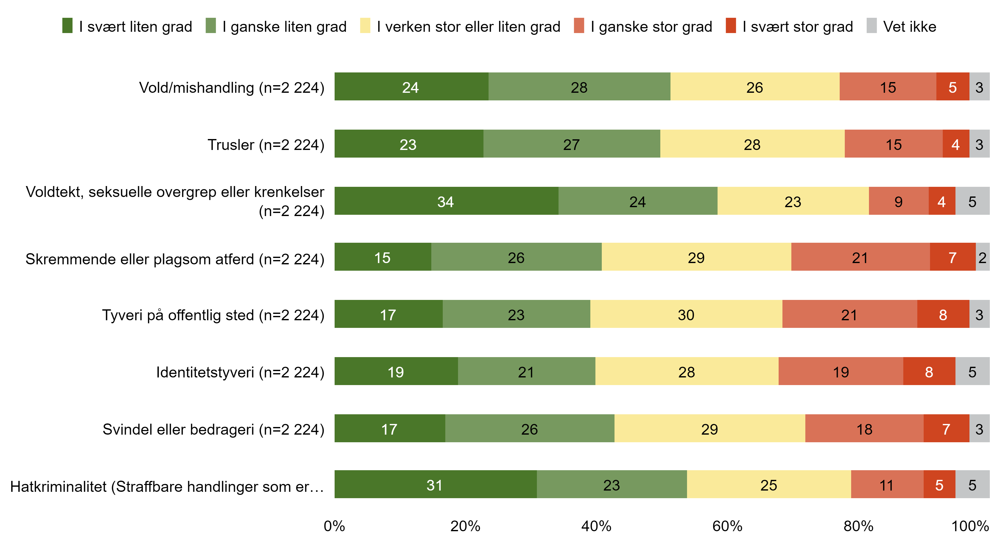 I svært liten grad I ganske liten grad I verken stor eller liten grad I ganske stor grad I svært stor grad Vet ikke
Vold/mishandling (n=2 224) 24 28 26 15 5 3
Trusler (n=2 224) 23 27 28 15 4 3
Voldtekt, seksuelle overgrep eller krenkelser
(n=2 224) 34 24 23 9 4 5
Skremmende eller plagsom atferd (n=2 224) 15 26 29 21 7 2
Tyveri på offentlig sted (n=2 224) 17 23 30 21 8 3
Identitetstyveri (n=2 224) 19 21 28 19 8 5
Svindel eller bedrageri (n=2 224) 17 26 29 18 7 3
Hatkriminalitet (Straffbare handlinger som er… 31 23 25 11 5 5
0% 20% 40% 60% 80% 100%